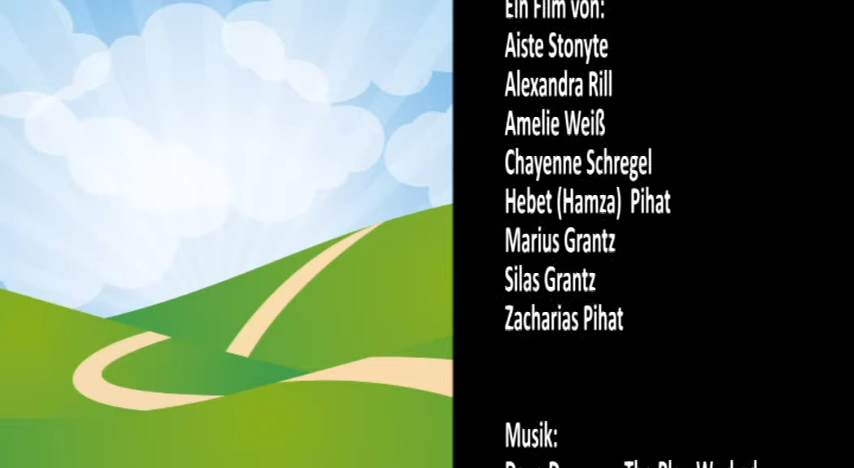 Ein Film von:
Aiste Stonyte
Alexandra Rill
Amelie Weiß
Chayenne Schregel
Hebet (Hamza) Pihat
Marius Grantz
Silas Grantz
Zacharias Pihat
Musik: